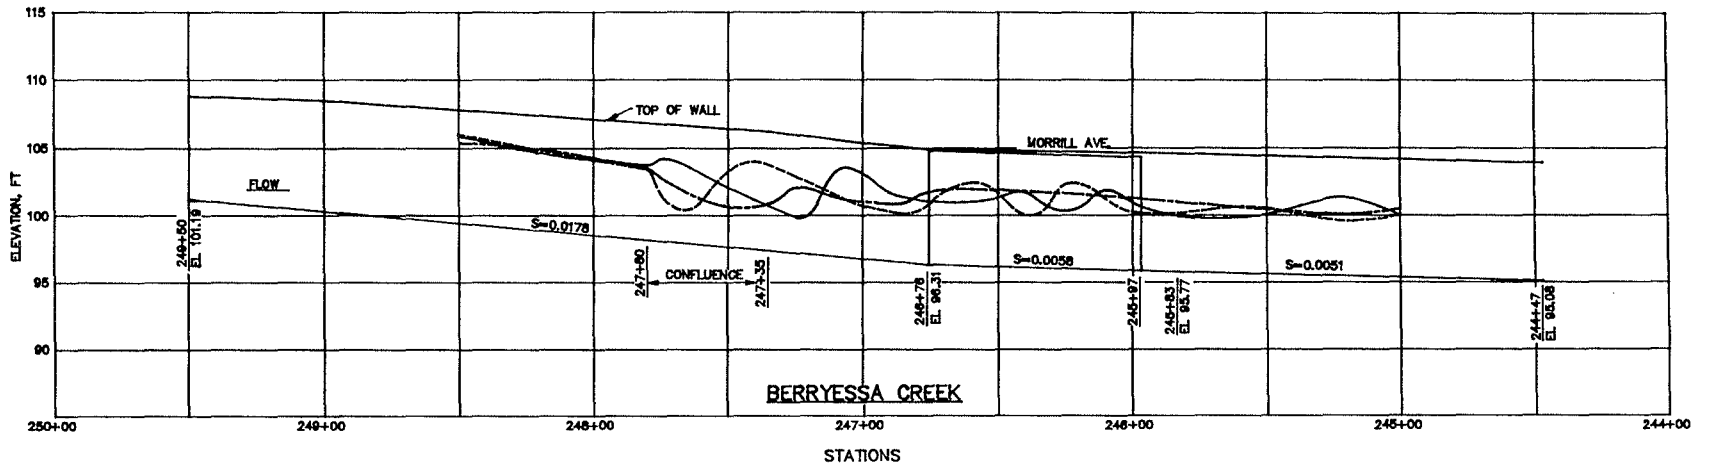 115
110
105
100
95
90
85
ELEVATION, FT
TOP OF WALL
MORRILL AVE.
FLOW
249+50
EL 101.19
S=0.0178
247+80
CONFLUENCE
247+35
246+76
EL 96.31
S=0.0058
245+97
245+83
EL 95.77
S=0.0051
244+47
EL 95.08
BERRYESSA CREEK
250+00
249+00
248+00
247+00
246+00
245+00
244+00
STATIONS